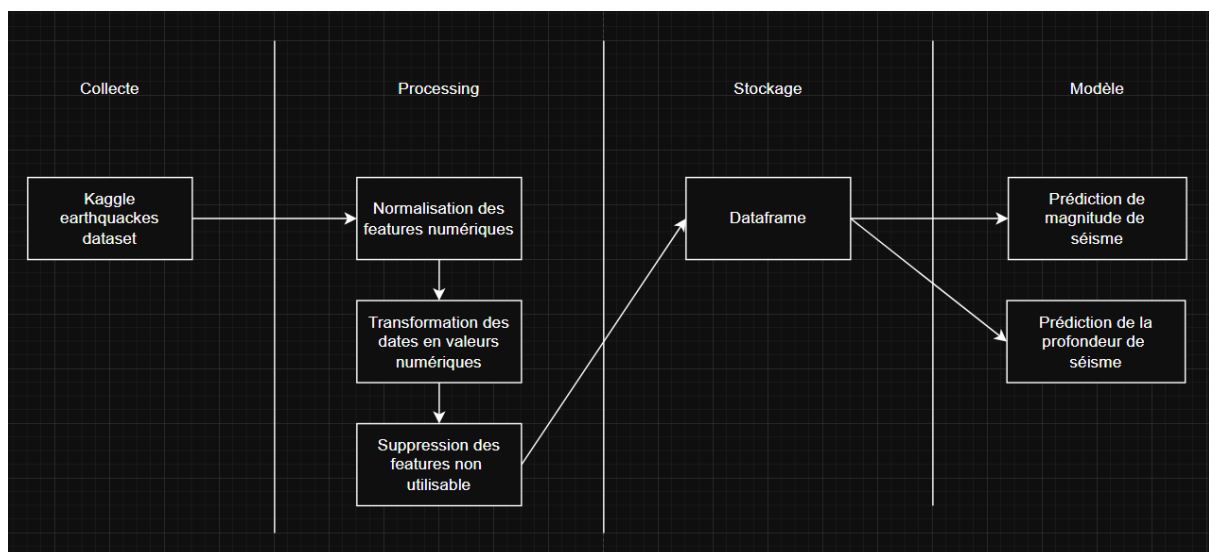 Collecte
Processing
Stockage
Modèle
Kaggle
earthquackes
dataset
Normalisation des
features numériques
Dataframe
Prédiction de
magnitude de
séisme
Transformation des
dates en valeurs
numériques
Prédiction de la
profondeur de
séisme
Suppression des
features non
utilisable